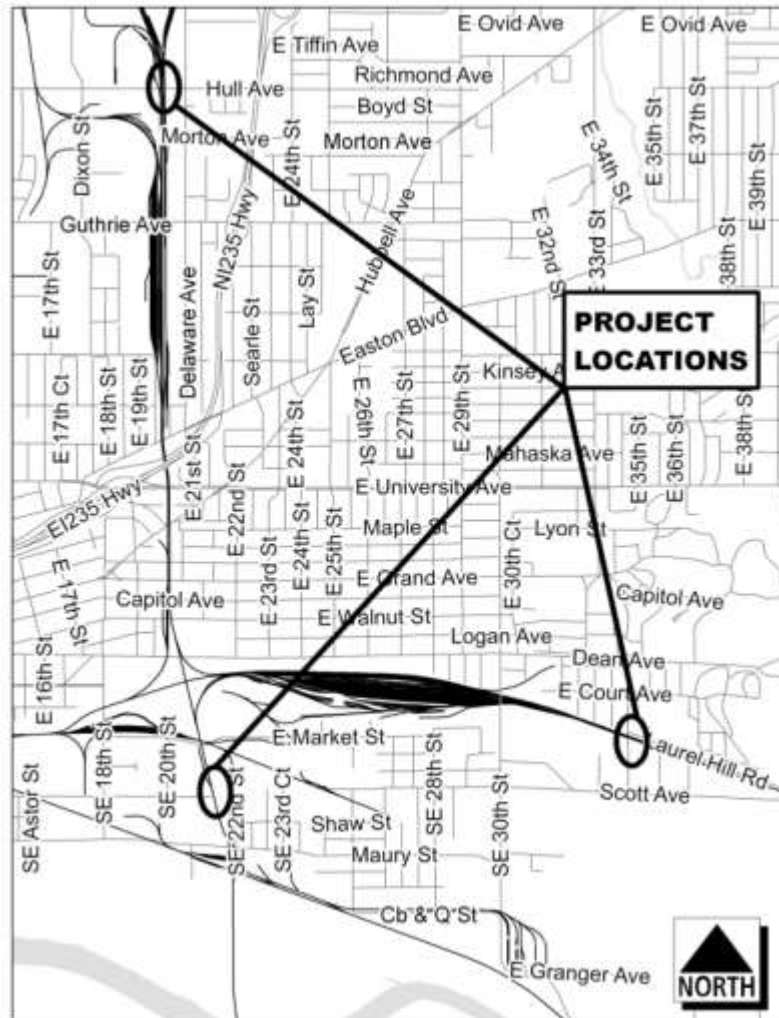 E Tiffin Ave
E Ovid Ave
E Ovid Ave
Richmond Ave
Hull Ave
Boyd St
Morton Ave
Morton Ave
Dixon St
E 24th St
E 34th St
E 35th St
E 37th St
E 39th St
Guthrie Ave
NI235 Hwy
Hubbell Ave
E 32nd St
E 33rd St
38th St
E 17th St
Delaware Ave
Searle St
Lay St
Easton Blvd
PROJECT
LOCATIONS
Kinsey A
E 17th Ct
E 18th St
E 19th St
E 24th St
E 26th St
E 27th St
E 29th St
Mahaska Ave
E 35th St
E 36th St
E 38th St
E 21st St
E 22nd St
E University Ave
EI235 Hwy
Maple St
Lyon St
E 23rd St
E 24th St
E 25th St
E 30th Ct
E Grand Ave
E 17th St
Capitol Ave
Capitol Ave
E Walnut St
Logan Ave
Dean Ave
E 16th St
E Court Ave
E Market St
Laurel Hill Rd
SE Astor St
SE 18th St
SE 20th St
SE 22nd St
SE 23rd Ct
SE 28th St
SE 30th St
Scott Ave
Shaw St
Maury St
Cb & Q St
E Granger Ave
NORTH